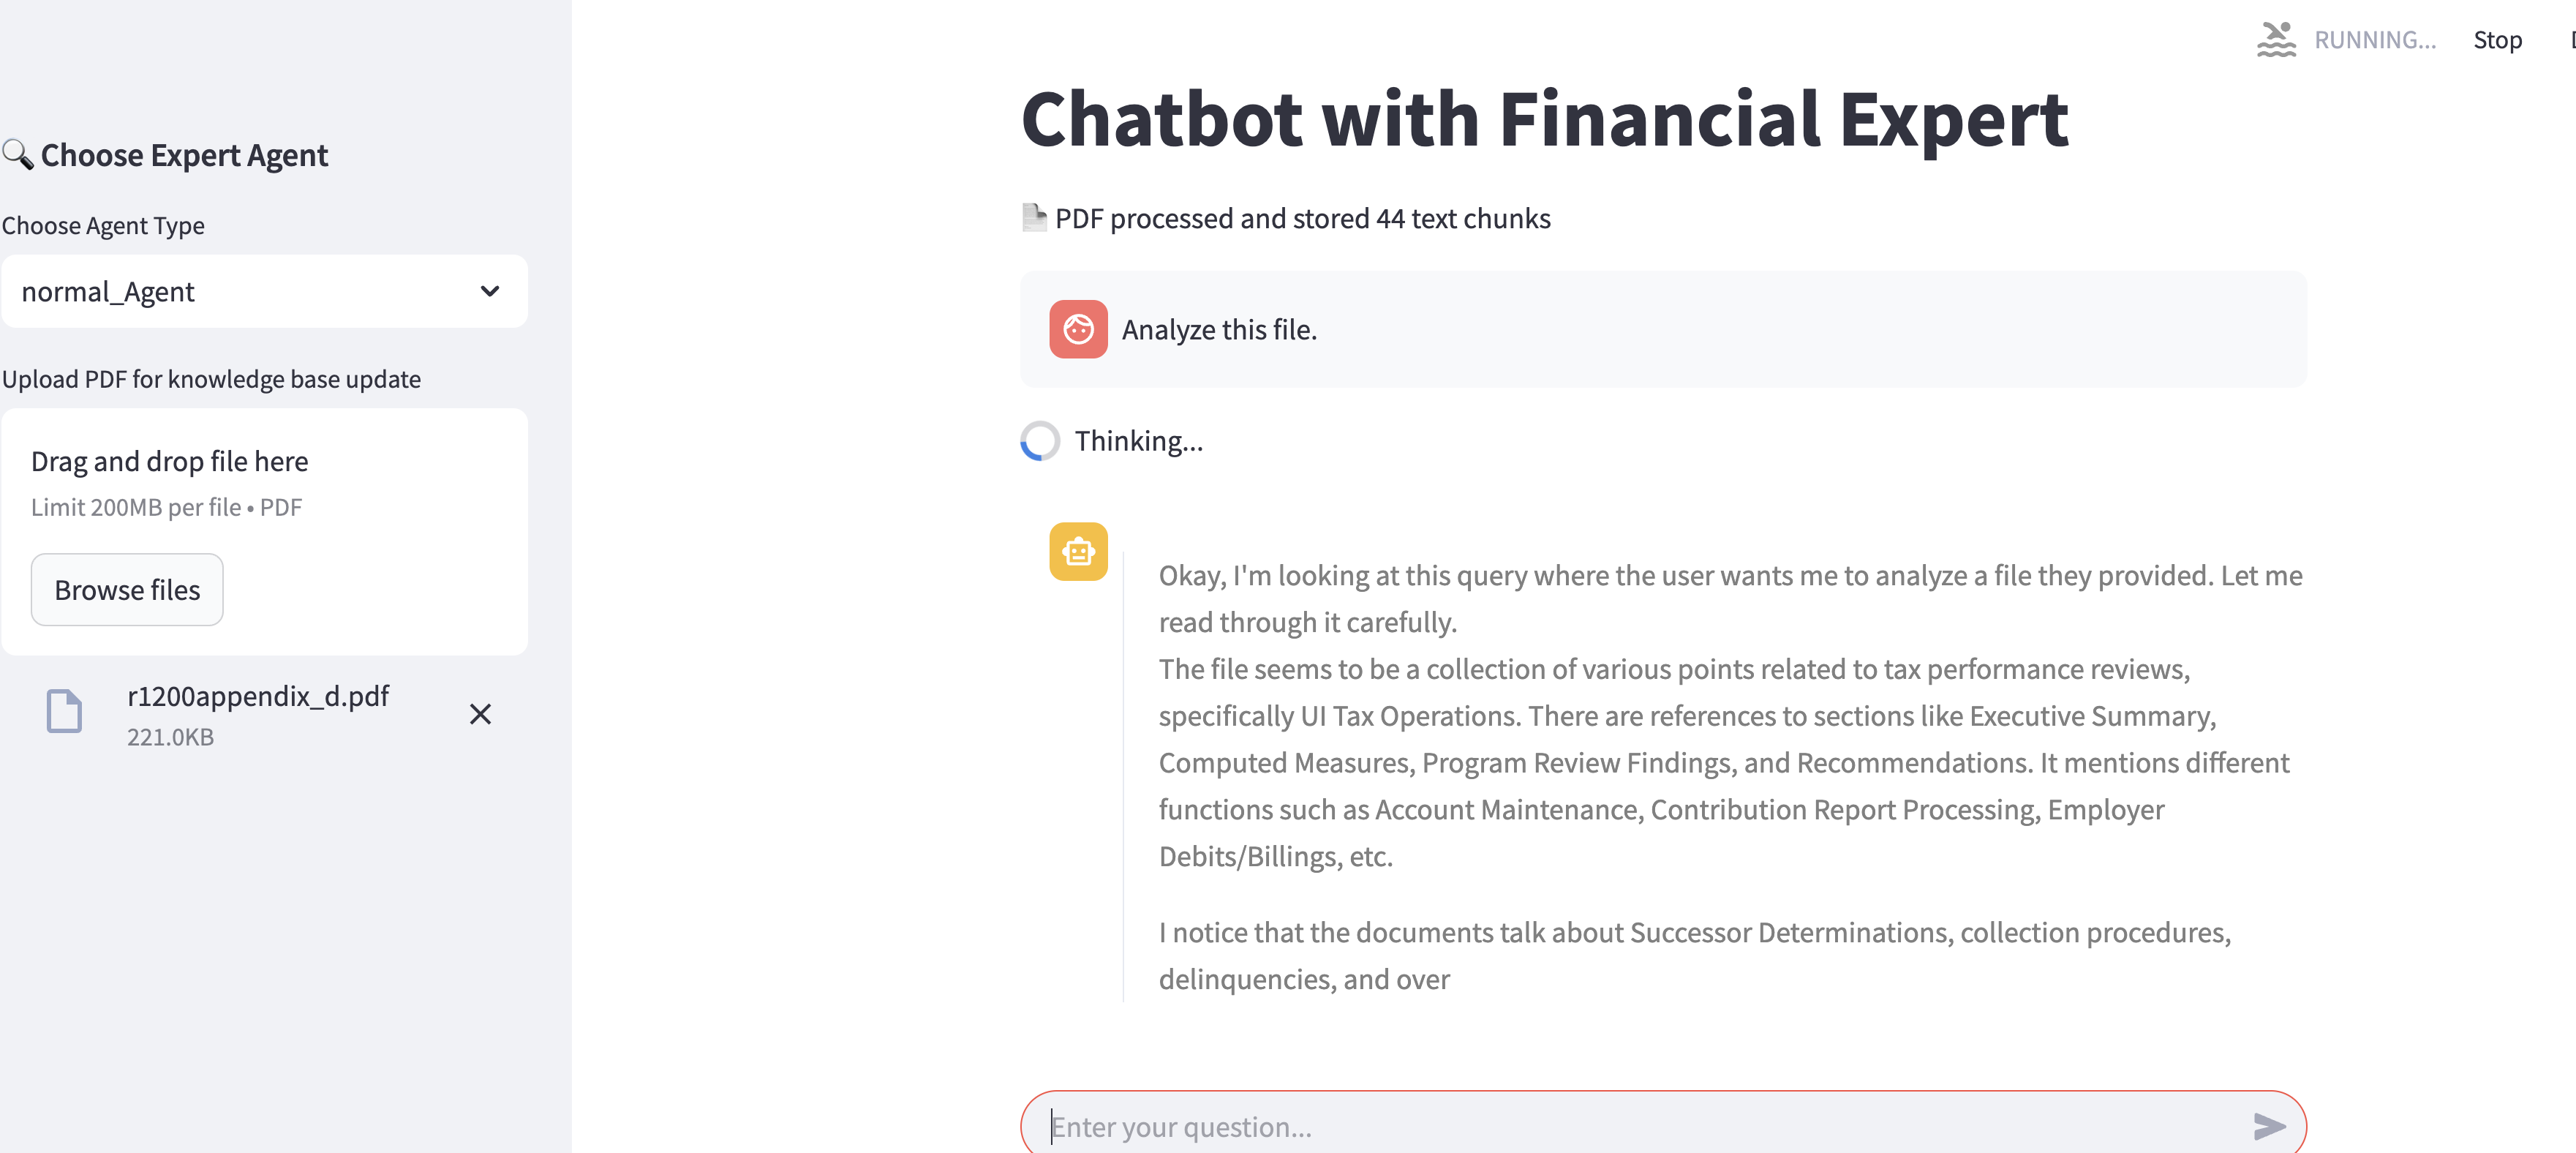 RUNNING...
Stop
🔍 Choose Expert Agent
Choose Agent Type
normal_Agent
Upload PDF for knowledge base update
Drag and drop file here
Limit 200MB per file • PDF
Browse files
r1200appendix_d.pdf
221.0KB
Chatbot with Financial Expert
📄 PDF processed and stored 44 text chunks
Analyze this file.
Thinking...
Okay, I'm looking at this query where the user wants me to analyze a file they provided. Let me
read through it carefully.
The file seems to be a collection of various points related to tax performance reviews,
specifically UI Tax Operations. There are references to sections like Executive Summary,
Computed Measures, Program Review Findings, and Recommendations. It mentions different
functions such as Account Maintenance, Contribution Report Processing, Employer
Debits/Billings, etc.
I notice that the documents talk about Successor Determinations, collection procedures,
delinquencies, and over
Enter your question...